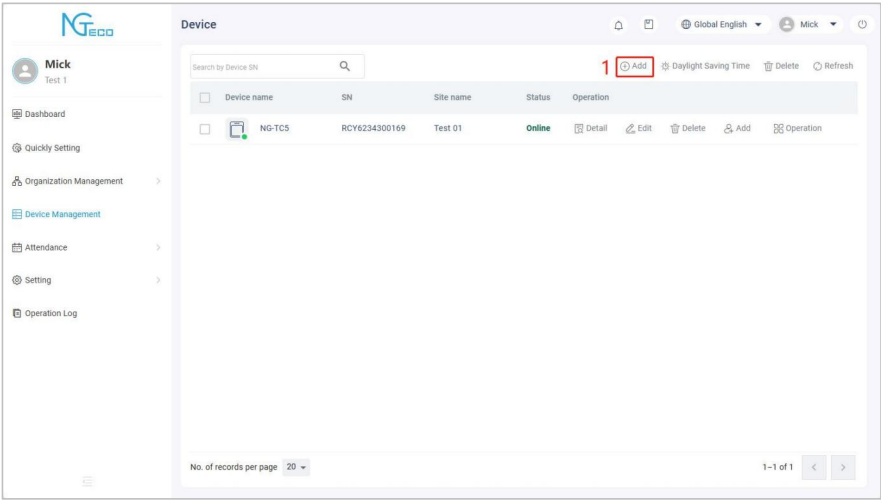 NGTECO
Device
Global English
Mick
Mick
Test 1
Search by Device SN
1
Add
Daylight Saving Time
Delete
Refresh
Device name SN Site name Status Operation
NG-TC5 RCY6234300169 Test 01 Online Detail Edit Delete Add Operation
Dashboard
Quickly Setting
Organization Management
Device Management
Attendance
Setting
Operation Log
No. of records per page 20
1-1 of 1